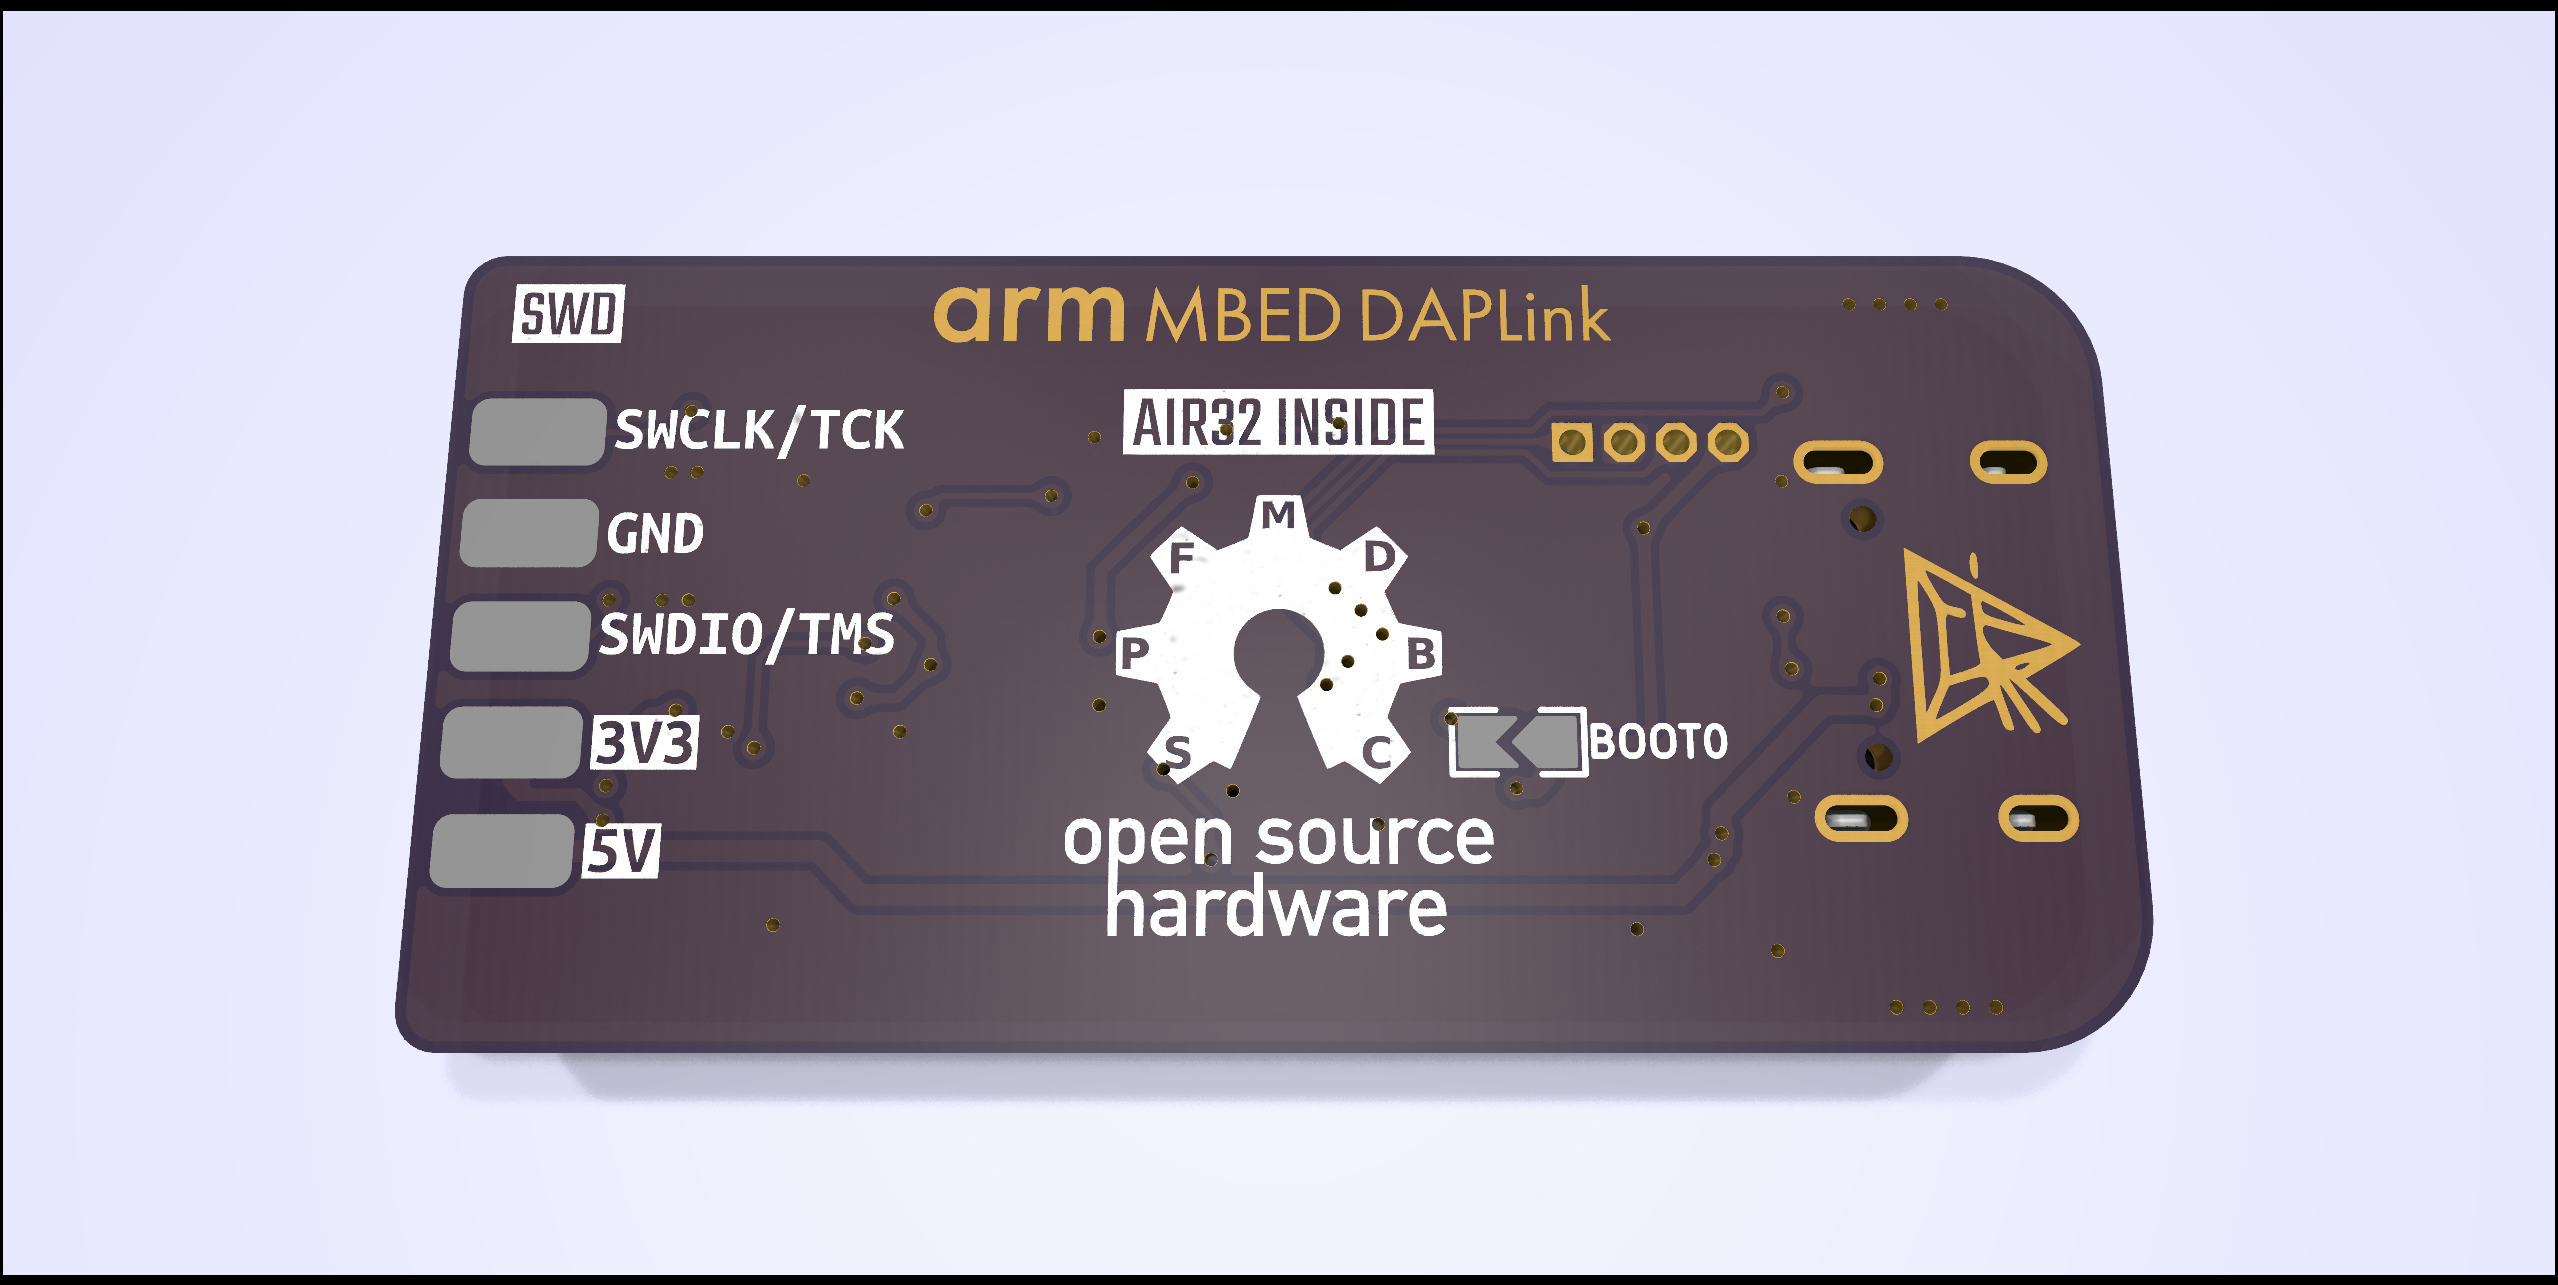 SWD
arm MBED DAPLink
AIR32 INSIDE
SWCLK/TCK
GND
SWDIO/TMS
3V3
5V
M
F
D
P
B
S
C
BOOT0
open source
hardware